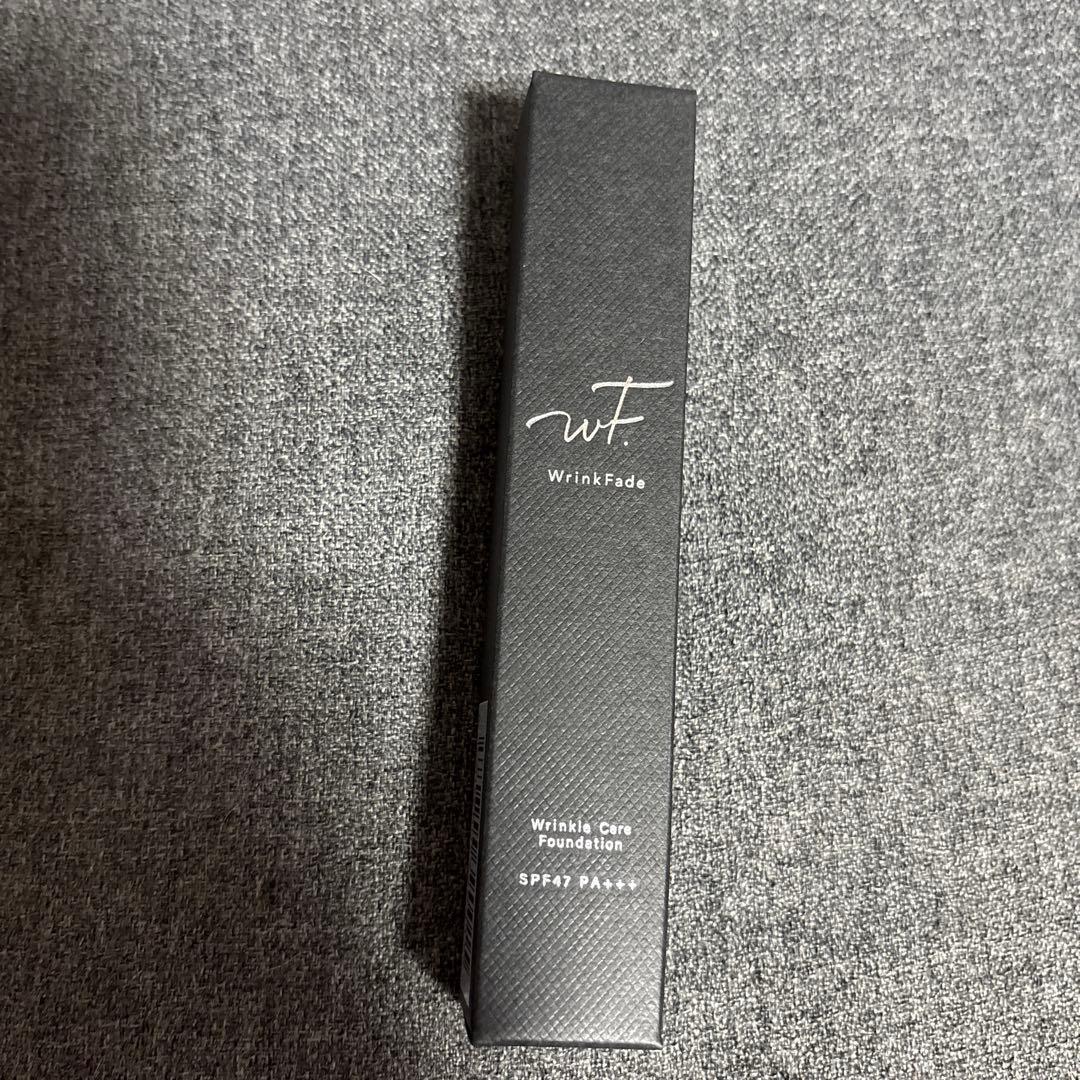 WF.
WrinkFade
Wrinkle Care
Foundation
SPF47 PA+++